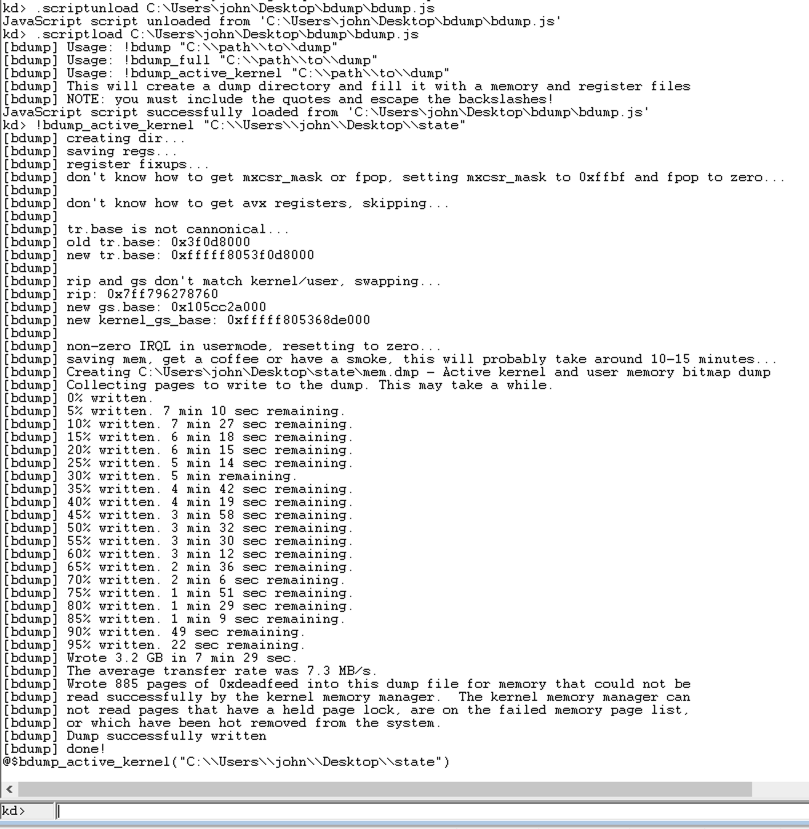 kd> .scriptunload C:\Users\john\Desktop\bdump\bdump.js
JavaScript script unloaded from 'C:\Users\john\Desktop\bdump\bdump.js'
kd> .scriptload C:\Users\john\Desktop\bdump\bdump.js
[bdump] Usage: !bdump "C:\\path\\to\\dump"
[bdump] Usage: !bdump_full "C:\\path\\to\\dump"
[bdump] Usage: !bdump_active_kernel "C:\\path\\to\\dump"
[bdump] This will create a dump directory and fill it with a memory and register files
[bdump] NOTE: you must include the quotes and escape the backslashes!
JavaScript script successfully loaded from 'C:\Users\john\Desktop\bdump\bdump.js'
kd> !bdump_active_kernel "C:\\Users\\john\\Desktop\\state"
[bdump] creating dir...
[bdump] saving regs...
[bdump] register fixups...
[bdump] don't know how to get mxcsr_mask or fpop, setting mxcsr_mask to 0xffbf and fpop to zero...
[bdump]
[bdump] don't know how to get avx registers, skipping...
[bdump]
[bdump] tr.base is not cannonical...
[bdump] old tr.base: 0x3f0d8000
[bdump] new tr.base: 0xfffff8053f0d8000
[bdump]
[bdump] rip and gs don't match kernel/user, swapping...
[bdump] rip: 0x7ff796278760
[bdump] new gs.base: 0x105cc2a000
[bdump] new kernel_gs_base: 0xfffff805368de000
[bdump]
[bdump] non-zero IRQL in usermode, resetting to zero...
[bdump] saving mem, get a coffee or have a smoke, this will probably take around 10-15 minutes...
[bdump] Creating C:\Users\john\Desktop\state\mem.dmp - Active kernel and user memory bitmap dump
[bdump] Collecting pages to write to the dump. This may take a while.
[bdump] 0% written.
[bdump] 5% written. 7 min 10 sec remaining.
[bdump] 10% written. 7 min 27 sec remaining.
[bdump] 15% written. 6 min 18 sec remaining.
[bdump] 20% written. 6 min 15 sec remaining.
[bdump] 25% written. 5 min 14 sec remaining.
[bdump] 30% written. 5 min remaining.
[bdump] 35% written. 4 min 42 sec remaining.
[bdump] 40% written. 4 min 19 sec remaining.
[bdump] 45% written. 3 min 58 sec remaining.
[bdump] 50% written. 3 min 32 sec remaining.
[bdump] 55% written. 3 min 30 sec remaining.
[bdump] 60% written. 3 min 12 sec remaining.
[bdump] 65% written. 2 min 36 sec remaining.
[bdump] 70% written. 2 min 6 sec remaining.
[bdump] 75% written. 1 min 51 sec remaining.
[bdump] 80% written. 1 min 29 sec remaining.
[bdump] 85% written. 1 min 9 sec remaining.
[bdump] 90% written. 49 sec remaining.
[bdump] 95% written. 22 sec remaining.
[bdump] Wrote 3.2 GB in 7 min 29 sec.
[bdump] The average transfer rate was 7.3 MB/s.
[bdump] Wrote 885 pages of 0xdeadfeed into this dump file for memory that could not be
[bdump] read successfully by the kernel memory manager.  The kernel memory manager can
[bdump] not read pages that have a held page lock, are on the failed memory page list,
[bdump] or which have been hot removed from the system.
[bdump] Dump successfully written
[bdump] done!
@$bdump_active_kernel("C:\\Users\\john\\Desktop\\state")
kd>